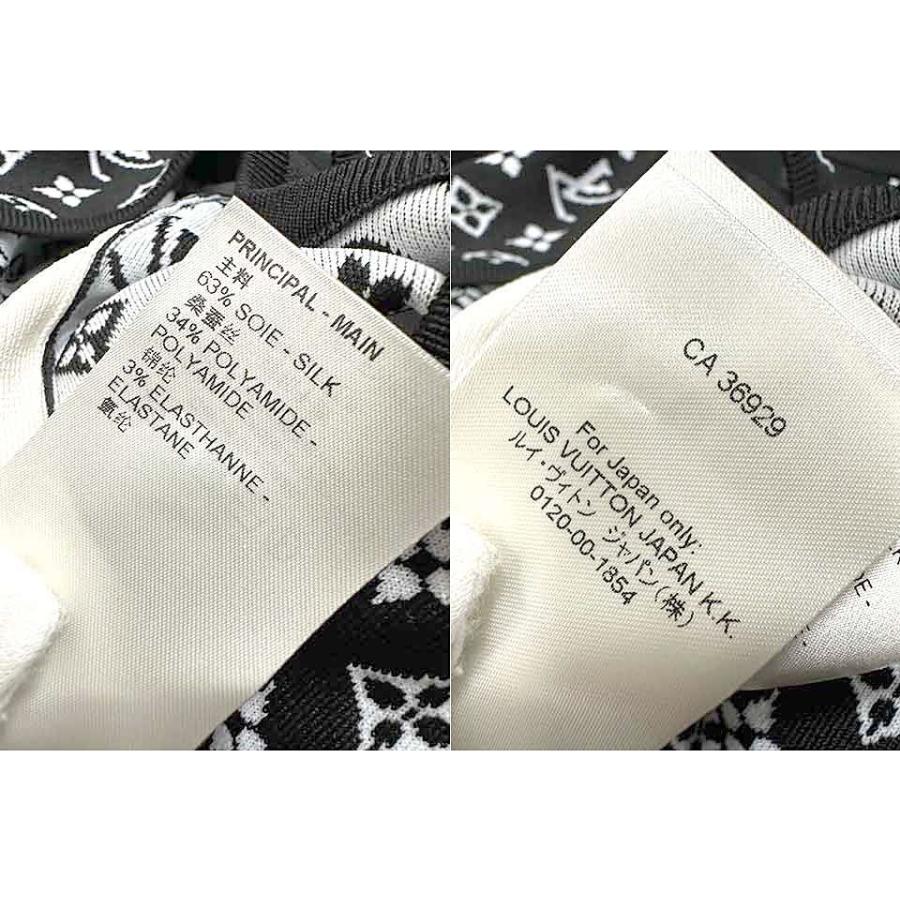 PRINCIPAL - MAIN
主料
63% SOIE - SILK
桑蚕丝
34% POLYAMIDE -
POLYAMIDE
锦纶
3% ELASTHANNE -
ELASTANE
氨纶
CA 36929
For Japan only:
LOUIS VUITTON JAPAN K.K.
ルイ・ヴィトン ジャパン(株)
0120-00-1854